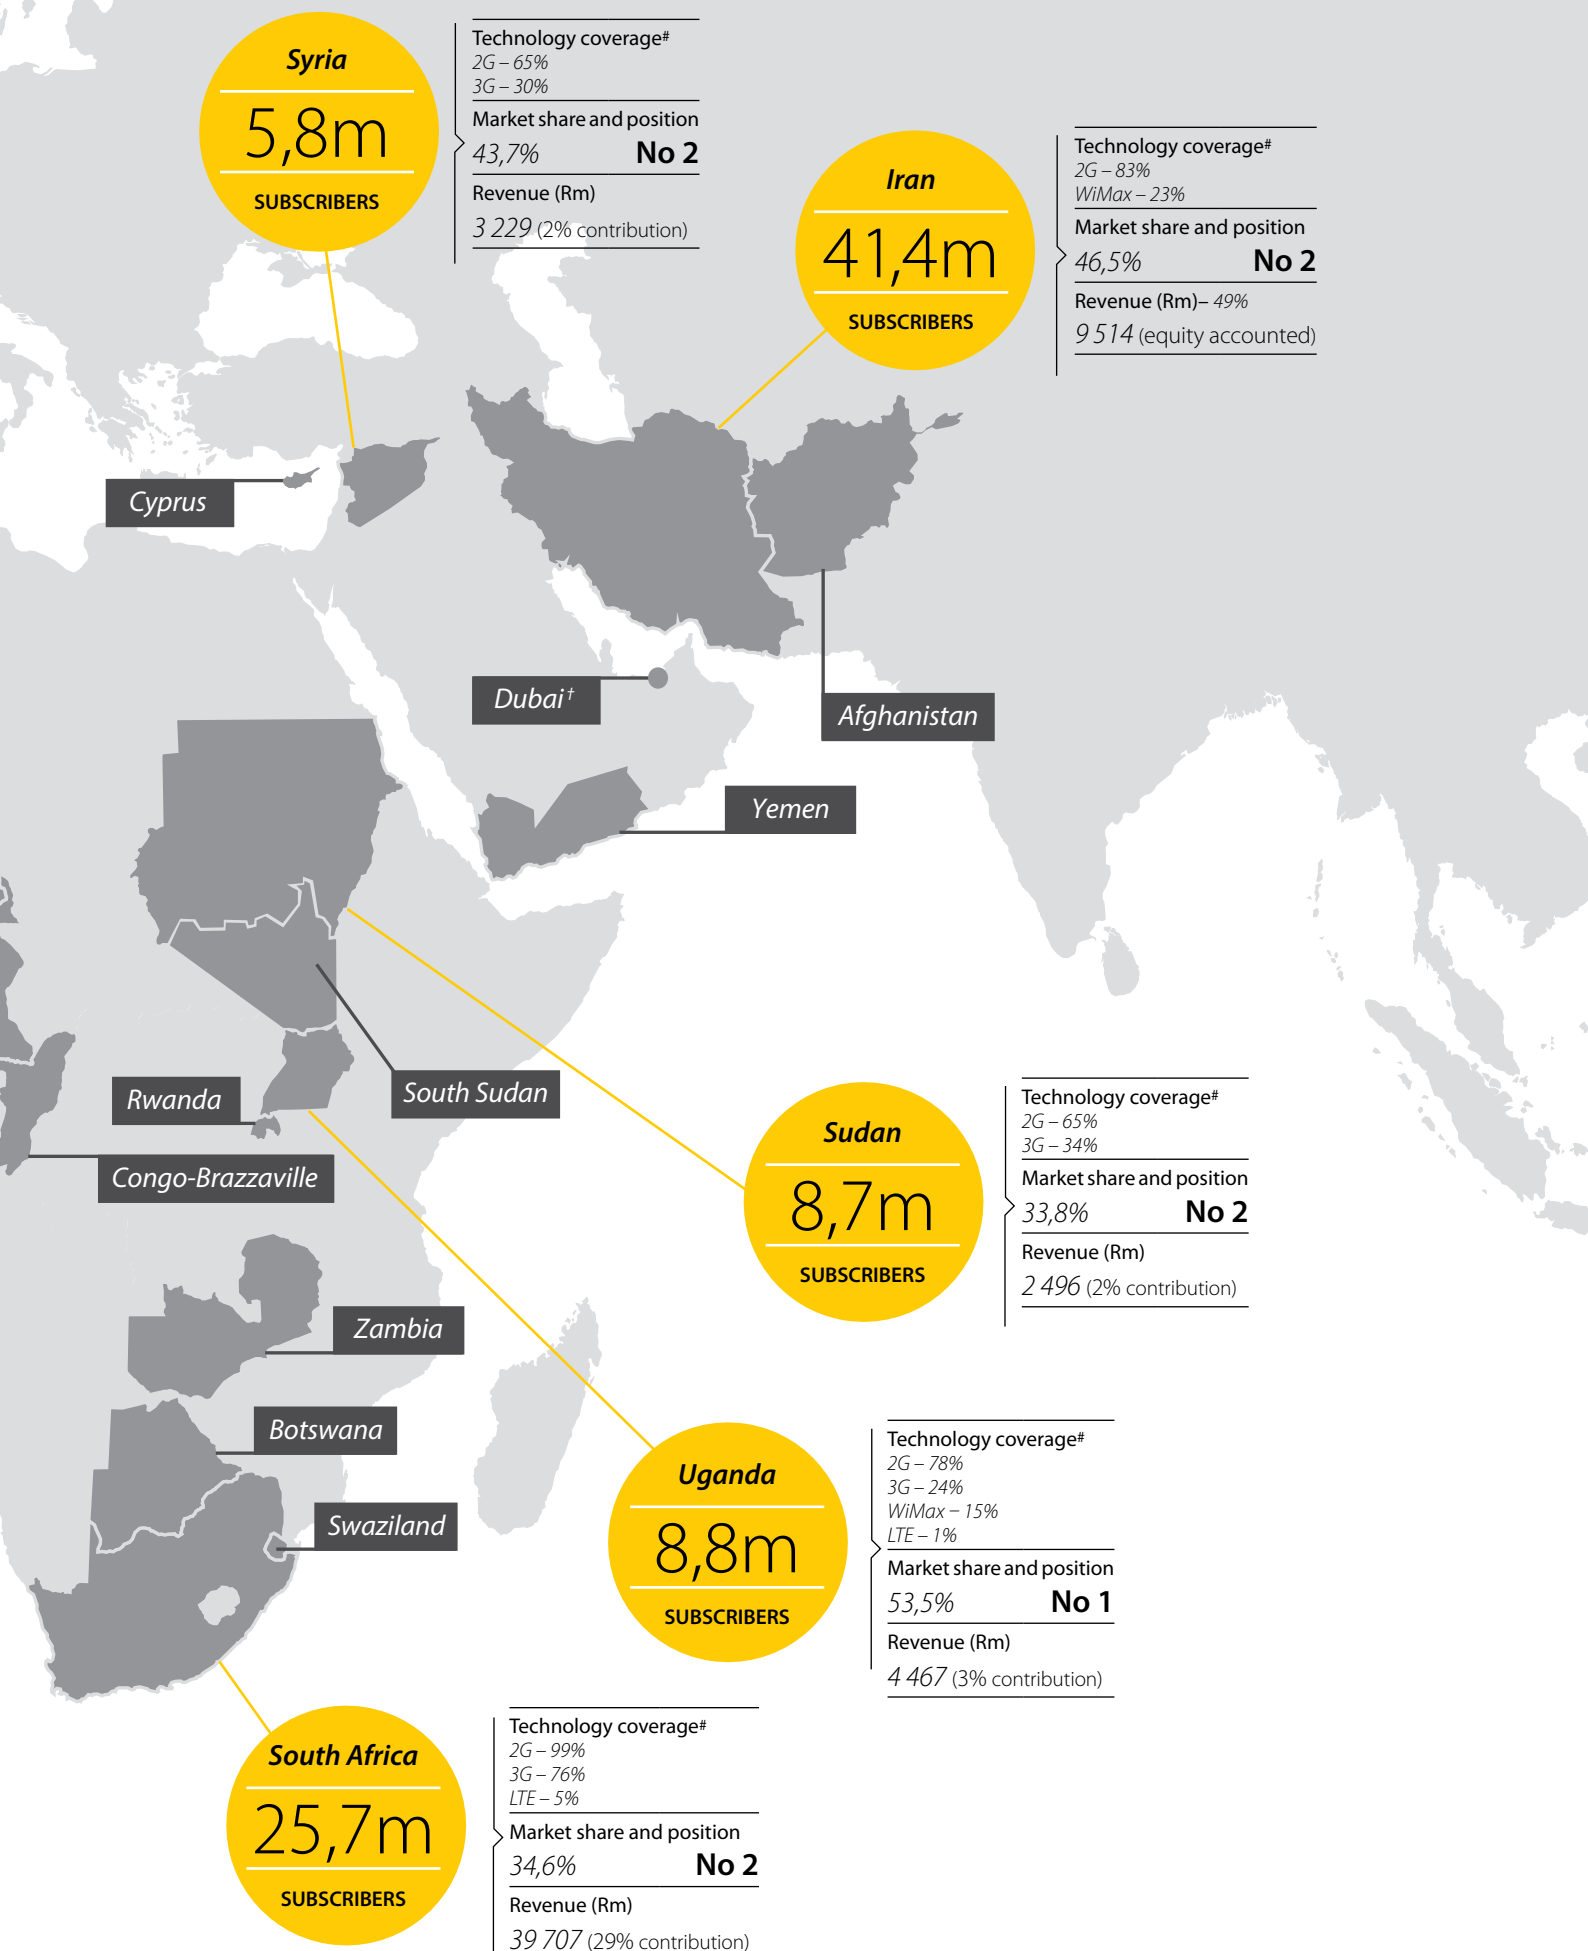 Syria
5,8m
SUBSCRIBERS
Technology coverage#
2G – 65%
3G – 30%
Market share and position
43,7% No 2
Revenue (Rm)
3 229 (2% contribution)
Iran
41,4m
SUBSCRIBERS
Technology coverage#
2G – 83%
WiMax – 23%
Market share and position
46,5% No 2
Revenue (Rm)– 49%
9 514 (equity accounted)
Cyprus
Dubai†
Afghanistan
Yemen
South Sudan
Rwanda
Congo-Brazzaville
Sudan
8,7m
SUBSCRIBERS
Technology coverage#
2G – 65%
3G – 34%
Market share and position
33,8% No 2
Revenue (Rm)
2 496 (2% contribution)
Zambia
Botswana
Swaziland
Uganda
8,8m
SUBSCRIBERS
Technology coverage#
2G – 78%
3G – 24%
WiMax – 15%
LTE – 1%
Market share and position
53,5% No 1
Revenue (Rm)
4 467 (3% contribution)
South Africa
25,7m
SUBSCRIBERS
Technology coverage#
2G – 99%
3G – 76%
LTE – 5%
Market share and position
34,6% No 2
Revenue (Rm)
39 707 (29% contribution)